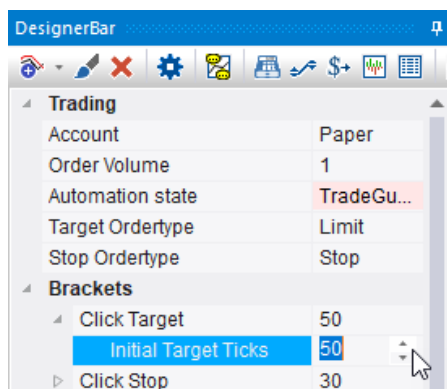 DesignerBar
Trading
Account Paper
Order Volume 1
Automation state TradeGu...
Target Ordertype Limit
Stop Ordertype Stop
Brackets
Click Target 50
Initial Target Ticks 50
Click Stop 30